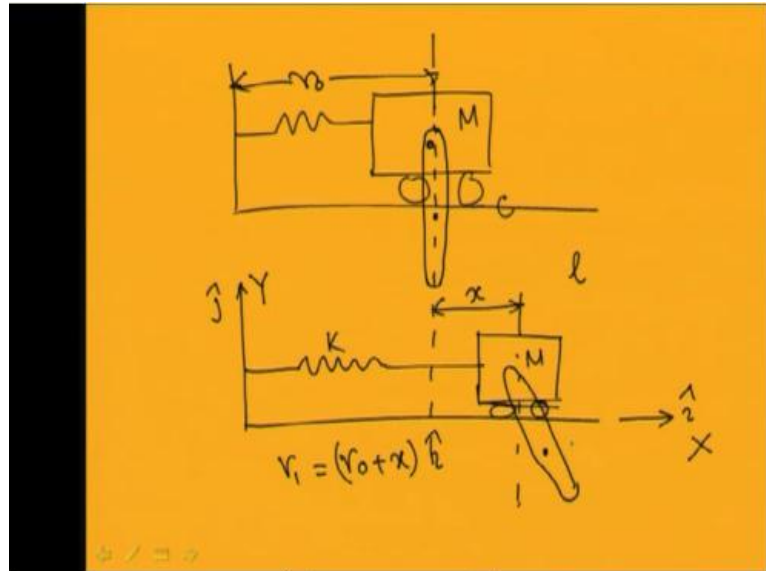 r₀
M
C
l
ĵ Y
x
K
M
î
X
r₁ = (r₀ + x) î